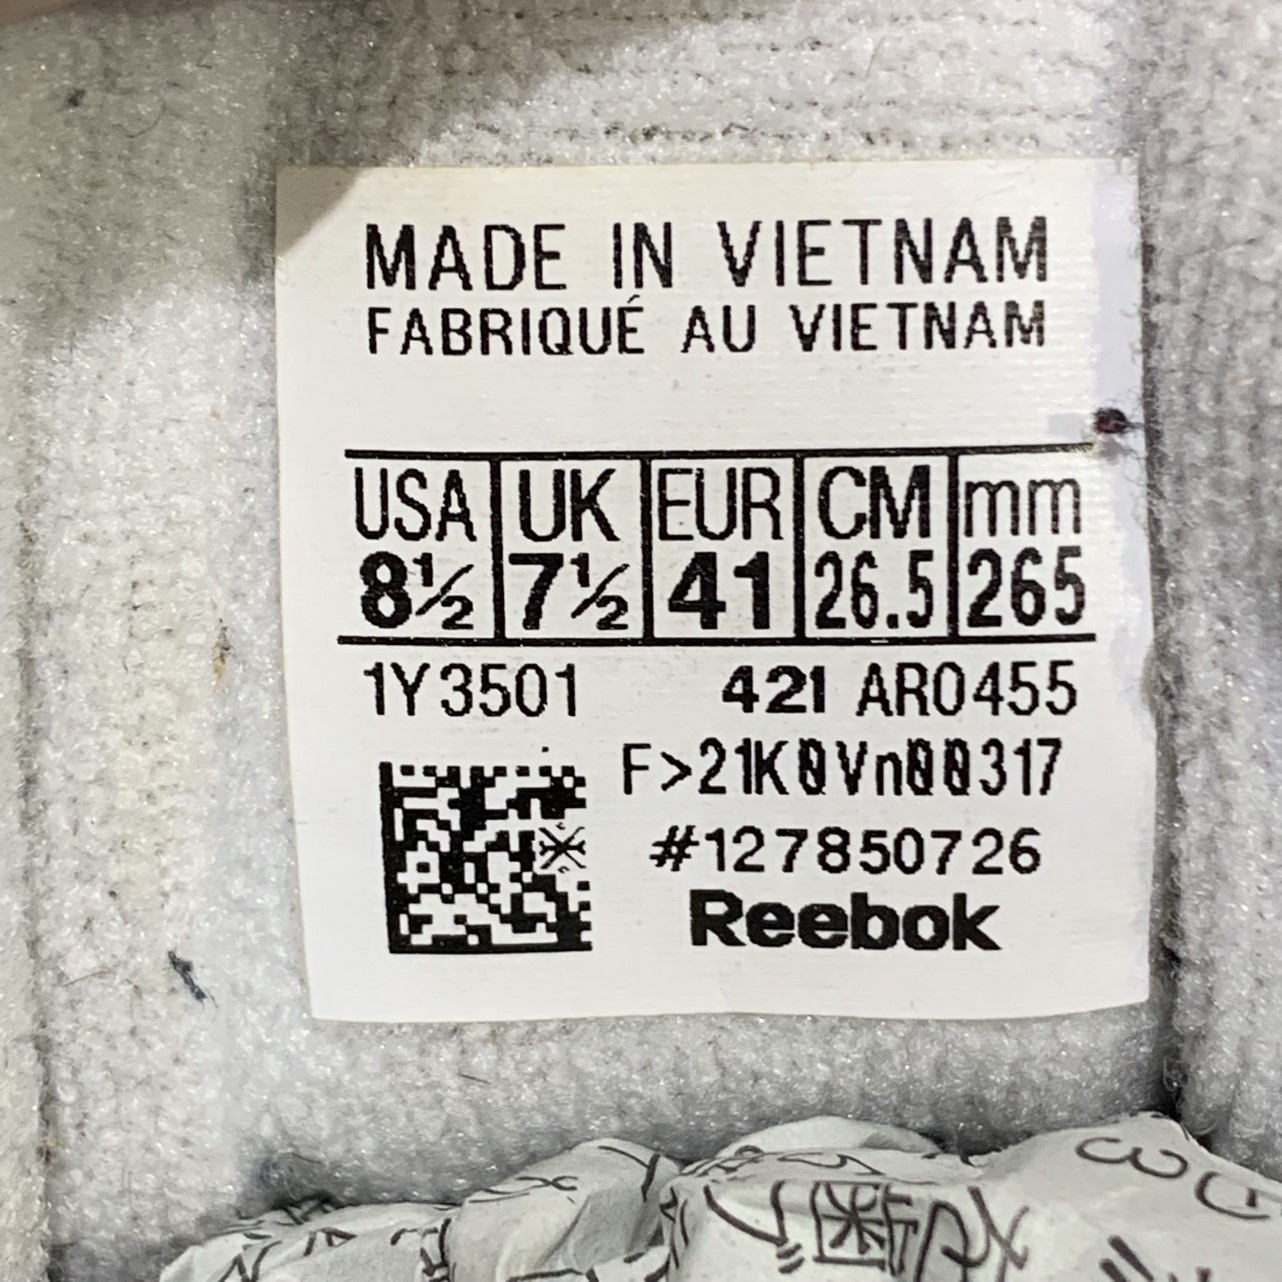 MADE IN VIETNAM
FABRIQUÉ AU VIETNAM
USA UK EUR CM mm
8½ 7½ 41 26.5 265
1Y3501 421 AR0455
F>21K0Vn00317
#127850726
Reebok